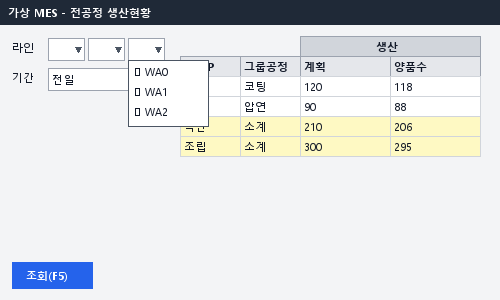 가상 MES - 전공정 생산현황
라인
기간 전일
WA0
WA1
WA2
생산
P 그룹공정 계획 양품수
코팅 120 118
압연 90 88
소계 210 206
조립 소계 300 295
조회(F5)